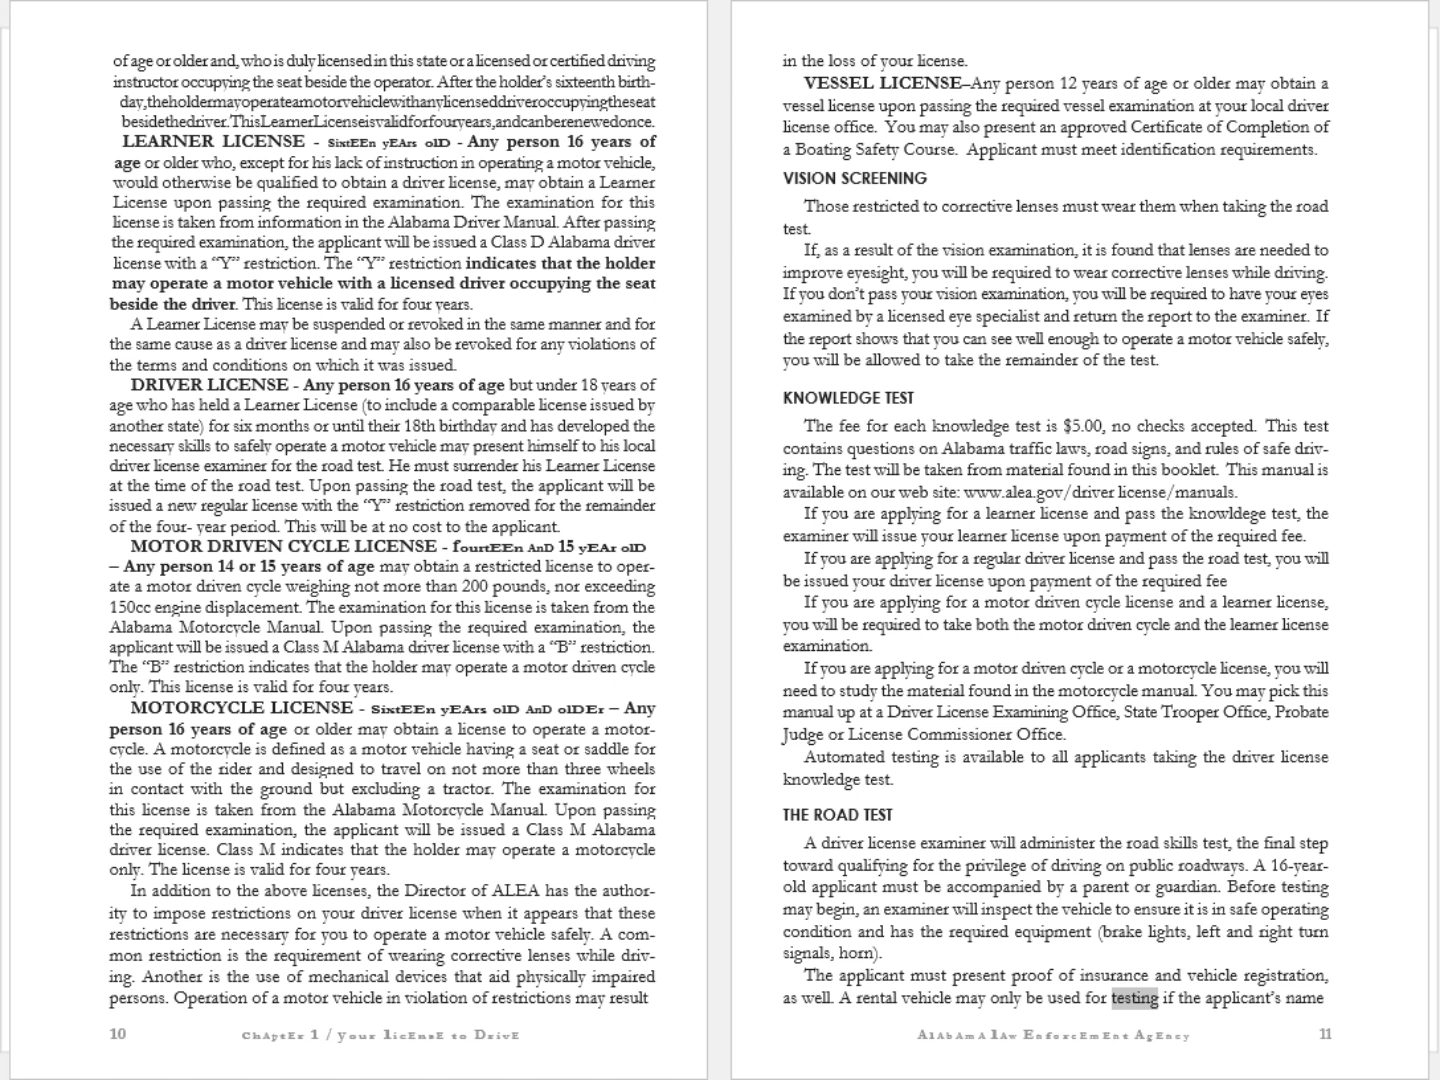 of age or older and, who is duly licensed in this state or a licensed or certified driving
instructor occupying the seat beside the operator. After the holder's sixteenth birth-
day,theholdermayoperateamotorvehiclewithanylicenseddriveroccupyingtheseat
besidethedriver.ThisLearnerLicenseisvalidforfouryears,andcanberenewedonce.
LEARNER LICENSE - SixtEEn yEArs olD - Any person 16 years of
age or older who, except for his lack of instruction in operating a motor vehicle,
would otherwise be qualified to obtain a driver license, may obtain a Learner
License upon passing the required examination. The examination for this
license is taken from information in the Alabama Driver Manual. After passing
the required examination, the applicant will be issued a Class D Alabama driver
license with a “Y” restriction. The “Y” restriction indicates that the holder
may operate a motor vehicle with a licensed driver occupying the seat
beside the driver. This license is valid for four years.
A Learner License may be suspended or revoked in the same manner and for
the same cause as a driver license and may also be revoked for any violations of
the terms and conditions on which it was issued.
DRIVER LICENSE - Any person 16 years of age but under 18 years of
age who has held a Learner License (to include a comparable license issued by
another state) for six months or until their 18th birthday and has developed the
necessary skills to safely operate a motor vehicle may present himself to his local
driver license examiner for the road test. He must surrender his Learner License
at the time of the road test. Upon passing the road test, the applicant will be
issued a new regular license with the “Y” restriction removed for the remainder
of the four- year period. This will be at no cost to the applicant.
MOTOR DRIVEN CYCLE LICENSE - fourtEEn AnD 15 yEAr olD
– Any person 14 or 15 years of age may obtain a restricted license to oper-
ate a motor driven cycle weighing not more than 200 pounds, nor exceeding
150cc engine displacement. The examination for this license is taken from the
Alabama Motorcycle Manual. Upon passing the required examination, the
applicant will be issued a Class M Alabama driver license with a “B” restriction.
The “B” restriction indicates that the holder may operate a motor driven cycle
only. This license is valid for four years.
MOTORCYCLE LICENSE - SixtEEn yEArs olD AnD olDEr – Any
person 16 years of age or older may obtain a license to operate a motor-
cycle. A motorcycle is defined as a motor vehicle having a seat or saddle for
the use of the rider and designed to travel on not more than three wheels
in contact with the ground but excluding a tractor. The examination for
this license is taken from the Alabama Motorcycle Manual. Upon passing
the required examination, the applicant will be issued a Class M Alabama
driver license. Class M indicates that the holder may operate a motorcycle
only. The license is valid for four years.
In addition to the above licenses, the Director of ALEA has the author-
ity to impose restrictions on your driver license when it appears that these
restrictions are necessary for you to operate a motor vehicle safely. A com-
mon restriction is the requirement of wearing corrective lenses while driv-
ing. Another is the use of mechanical devices that aid physically impaired
persons. Operation of a motor vehicle in violation of restrictions may result
10 ChAptEr 1 / your licEnsE to DrivE
in the loss of your license.
VESSEL LICENSE–Any person 12 years of age or older may obtain a
vessel license upon passing the required vessel examination at your local driver
license office. You may also present an approved Certificate of Completion of
a Boating Safety Course. Applicant must meet identification requirements.
VISION SCREENING
Those restricted to corrective lenses must wear them when taking the road
test.
If, as a result of the vision examination, it is found that lenses are needed to
improve eyesight, you will be required to wear corrective lenses while driving.
If you don't pass your vision examination, you will be required to have your eyes
examined by a licensed eye specialist and return the report to the examiner. If
the report shows that you can see well enough to operate a motor vehicle safely,
you will be allowed to take the remainder of the test.
KNOWLEDGE TEST
The fee for each knowledge test is $5.00, no checks accepted. This test
contains questions on Alabama traffic laws, road signs, and rules of safe driv-
ing. The test will be taken from material found in this booklet. This manual is
available on our web site: www.alea.gov/driver license/manuals.
If you are applying for a learner license and pass the knowldege test, the
examiner will issue your learner license upon payment of the required fee.
If you are applying for a regular driver license and pass the road test, you will
be issued your driver license upon payment of the required fee
If you are applying for a motor driven cycle license and a learner license,
you will be required to take both the motor driven cycle and the learner license
examination.
If you are applying for a motor driven cycle or a motorcycle license, you will
need to study the material found in the motorcycle manual. You may pick this
manual up at a Driver License Examining Office, State Trooper Office, Probate
Judge or License Commissioner Office.
Automated testing is available to all applicants taking the driver license
knowledge test.
THE ROAD TEST
A driver license examiner will administer the road skills test, the final step
toward qualifying for the privilege of driving on public roadways. A 16-year-
old applicant must be accompanied by a parent or guardian. Before testing
may begin, an examiner will inspect the vehicle to ensure it is in safe operating
condition and has the required equipment (brake lights, left and right turn
signals, horn).
The applicant must present proof of insurance and vehicle registration,
as well. A rental vehicle may only be used for testing if the applicant's name
AlAbAmA lAw EnforcEmEnt AgEncy 11